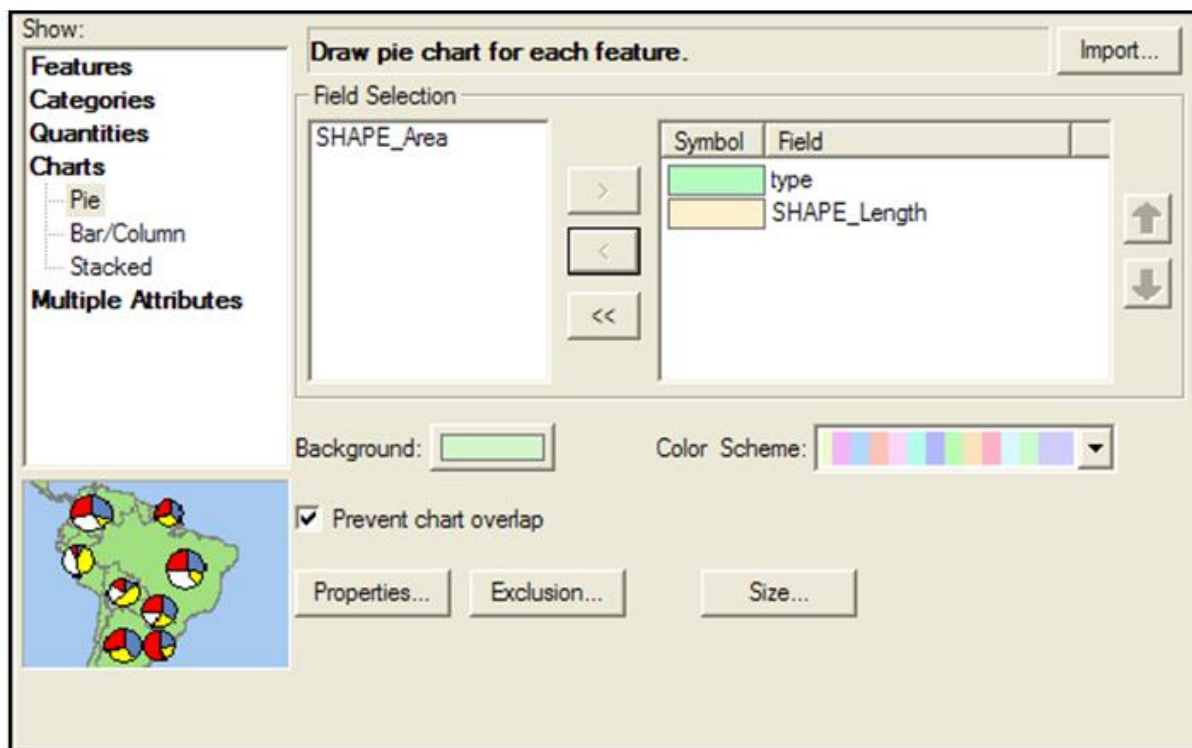 Show:
Features
Categories
Quantities
Charts
Pie
Bar/Column
Stacked
Multiple Attributes
Draw pie chart for each feature.
Import...
Field Selection
SHAPE_Area
>
<
<<
Symbol Field
type
SHAPE_Length
Background:
Color Scheme:
Prevent chart overlap
Properties...
Exclusion...
Size...